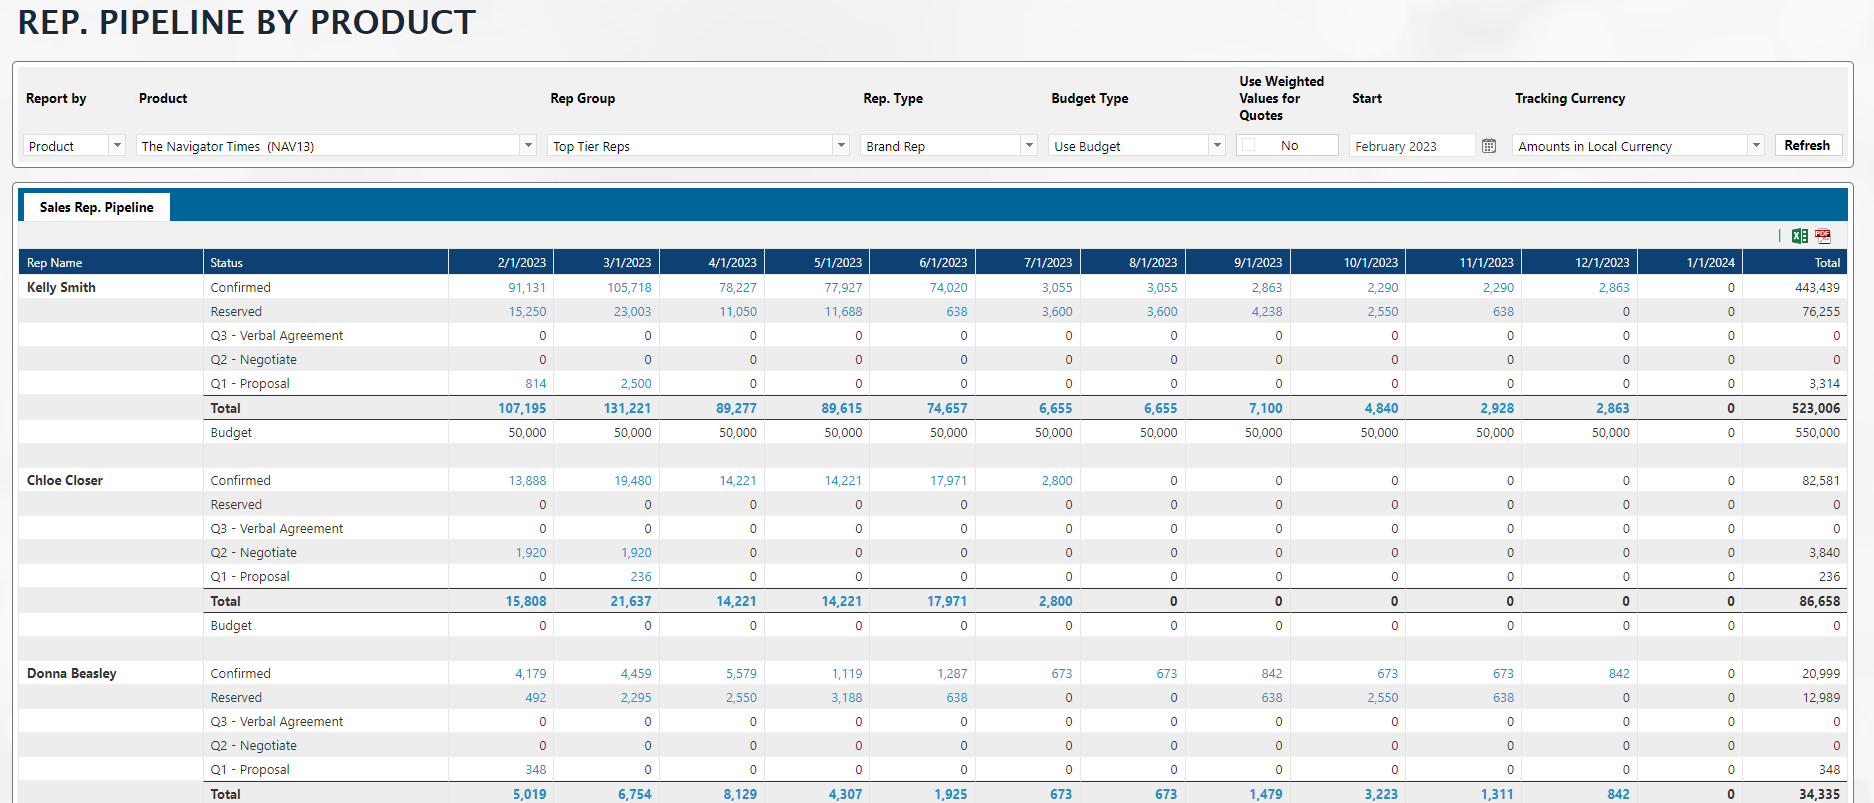 REP. PIPELINE BY PRODUCT
Report by Product Rep Group Rep. Type Budget Type Use Weighted Values for Quotes Start Tracking Currency
Product The Navigator Times (NAV13) Top Tier Reps Brand Rep Use Budget No February 2023 Amounts in Local Currency Refresh
Sales Rep. Pipeline
PDF
Rep Name Status 2/1/2023 3/1/2023 4/1/2023 5/1/2023 6/1/2023 7/1/2023 8/1/2023 9/1/2023 10/1/2023 11/1/2023 12/1/2023 1/1/2024 Total
Kelly Smith Confirmed 91,131 105,718 78,227 77,927 74,020 3,055 3,055 2,863 2,290 2,290 2,863 0 443,439
Reserved 15,250 23,003 11,050 11,688 638 3,600 3,600 4,238 2,550 638 0 0 76,255
Q3 - Verbal Agreement 0 0 0 0 0 0 0 0 0 0 0 0 0
Q2 - Negotiate 0 0 0 0 0 0 0 0 0 0 0 0 0
Q1 - Proposal 814 2,500 0 0 0 0 0 0 0 0 0 0 3,314
Total 107,195 131,221 89,277 89,615 74,657 6,655 6,655 7,100 4,840 2,928 2,863 0 523,006
Budget 50,000 50,000 50,000 50,000 50,000 50,000 50,000 50,000 50,000 50,000 50,000 0 550,000
Chloe Closer Confirmed 13,888 19,480 14,221 14,221 17,971 2,800 0 0 0 0 0 0 82,581
Reserved 0 0 0 0 0 0 0 0 0 0 0 0 0
Q3 - Verbal Agreement 0 0 0 0 0 0 0 0 0 0 0 0 0
Q2 - Negotiate 1,920 1,920 0 0 0 0 0 0 0 0 0 0 3,840
Q1 - Proposal 0 236 0 0 0 0 0 0 0 0 0 0 236
Total 15,808 21,637 14,221 14,221 17,971 2,800 0 0 0 0 0 0 86,658
Budget 0 0 0 0 0 0 0 0 0 0 0 0 0
Donna Beasley Confirmed 4,179 4,459 5,579 1,119 1,287 673 673 842 673 673 842 0 20,999
Reserved 492 2,295 2,550 3,188 638 0 0 638 2,550 638 0 0 12,989
Q3 - Verbal Agreement 0 0 0 0 0 0 0 0 0 0 0 0 0
Q2 - Negotiate 0 0 0 0 0 0 0 0 0 0 0 0 0
Q1 - Proposal 348 0 0 0 0 0 0 0 0 0 0 0 348
Total 5,019 6,754 8,129 4,307 1,925 673 673 1,479 3,223 1,311 842 0 34,335